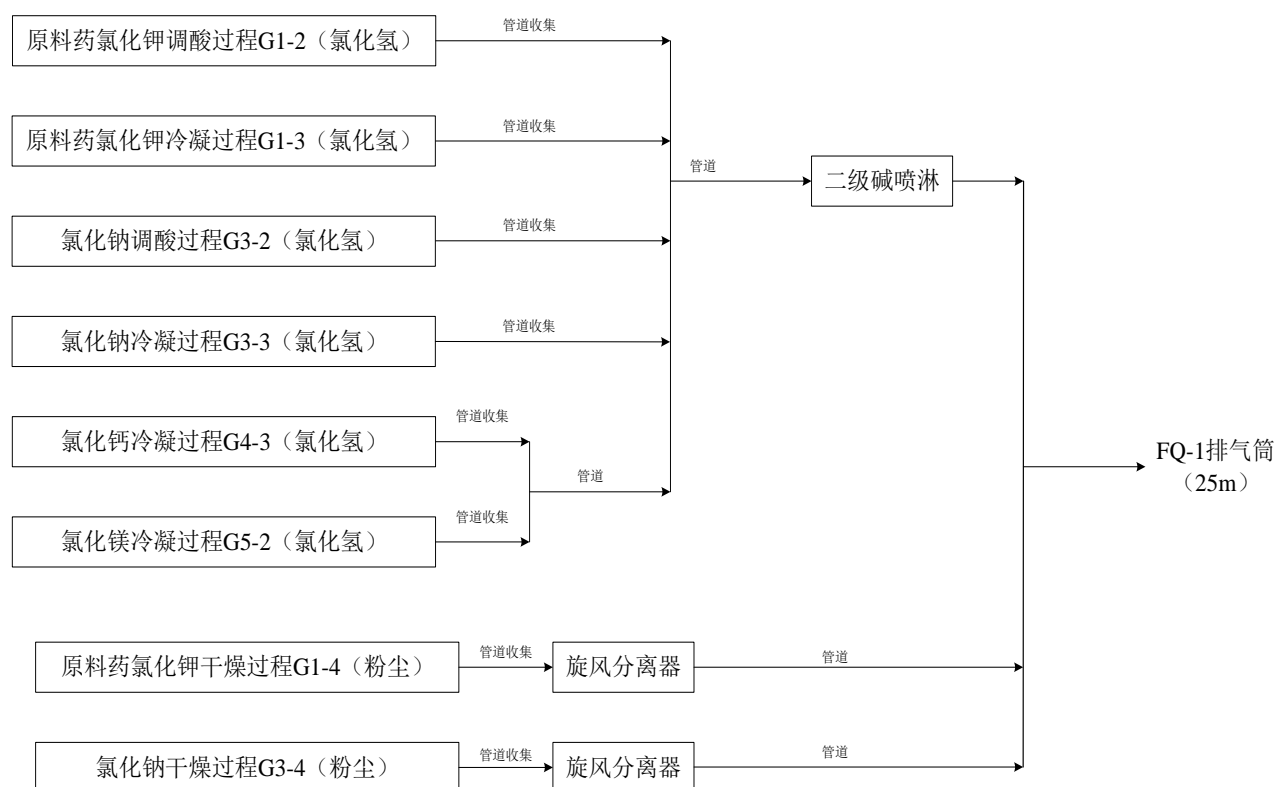 原料药氯化钾调酸过程G1-2（氯化氢）
管道收集
原料药氯化钾冷凝过程G1-3（氯化氢）
管道收集
管道
二级碱喷淋
氯化钠调酸过程G3-2（氯化氢）
管道收集
氯化钠冷凝过程G3-3（氯化氢）
管道收集
氯化钙冷凝过程G4-3（氯化氢）
管道收集
管道
氯化镁冷凝过程G5-2（氯化氢）
管道收集
FQ-1排气筒
（25m）
原料药氯化钾干燥过程G1-4（粉尘）
管道收集
旋风分离器
管道
氯化钠干燥过程G3-4（粉尘）
管道收集
旋风分离器
管道